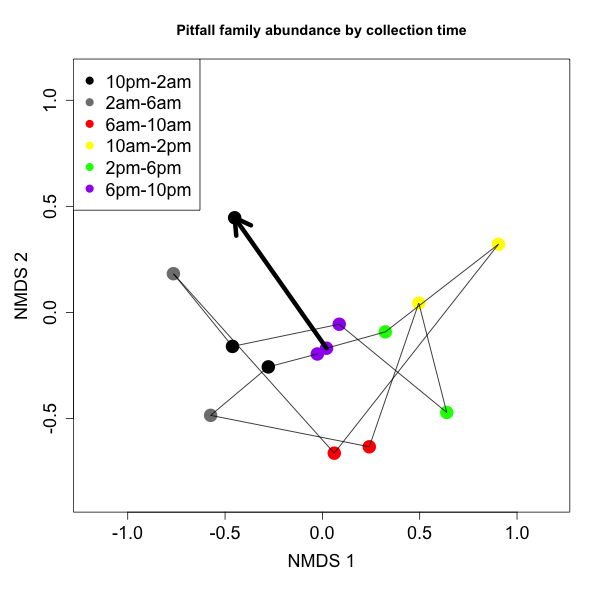 Pitfall family abundance by collection time
10pm-2am
2am-6am
6am-10am
10am-2pm
2pm-6pm
6pm-10pm
1.0
0.5
0.0
-0.5
NMDS 2
-1.0 -0.5 0.0 0.5 1.0
NMDS 1